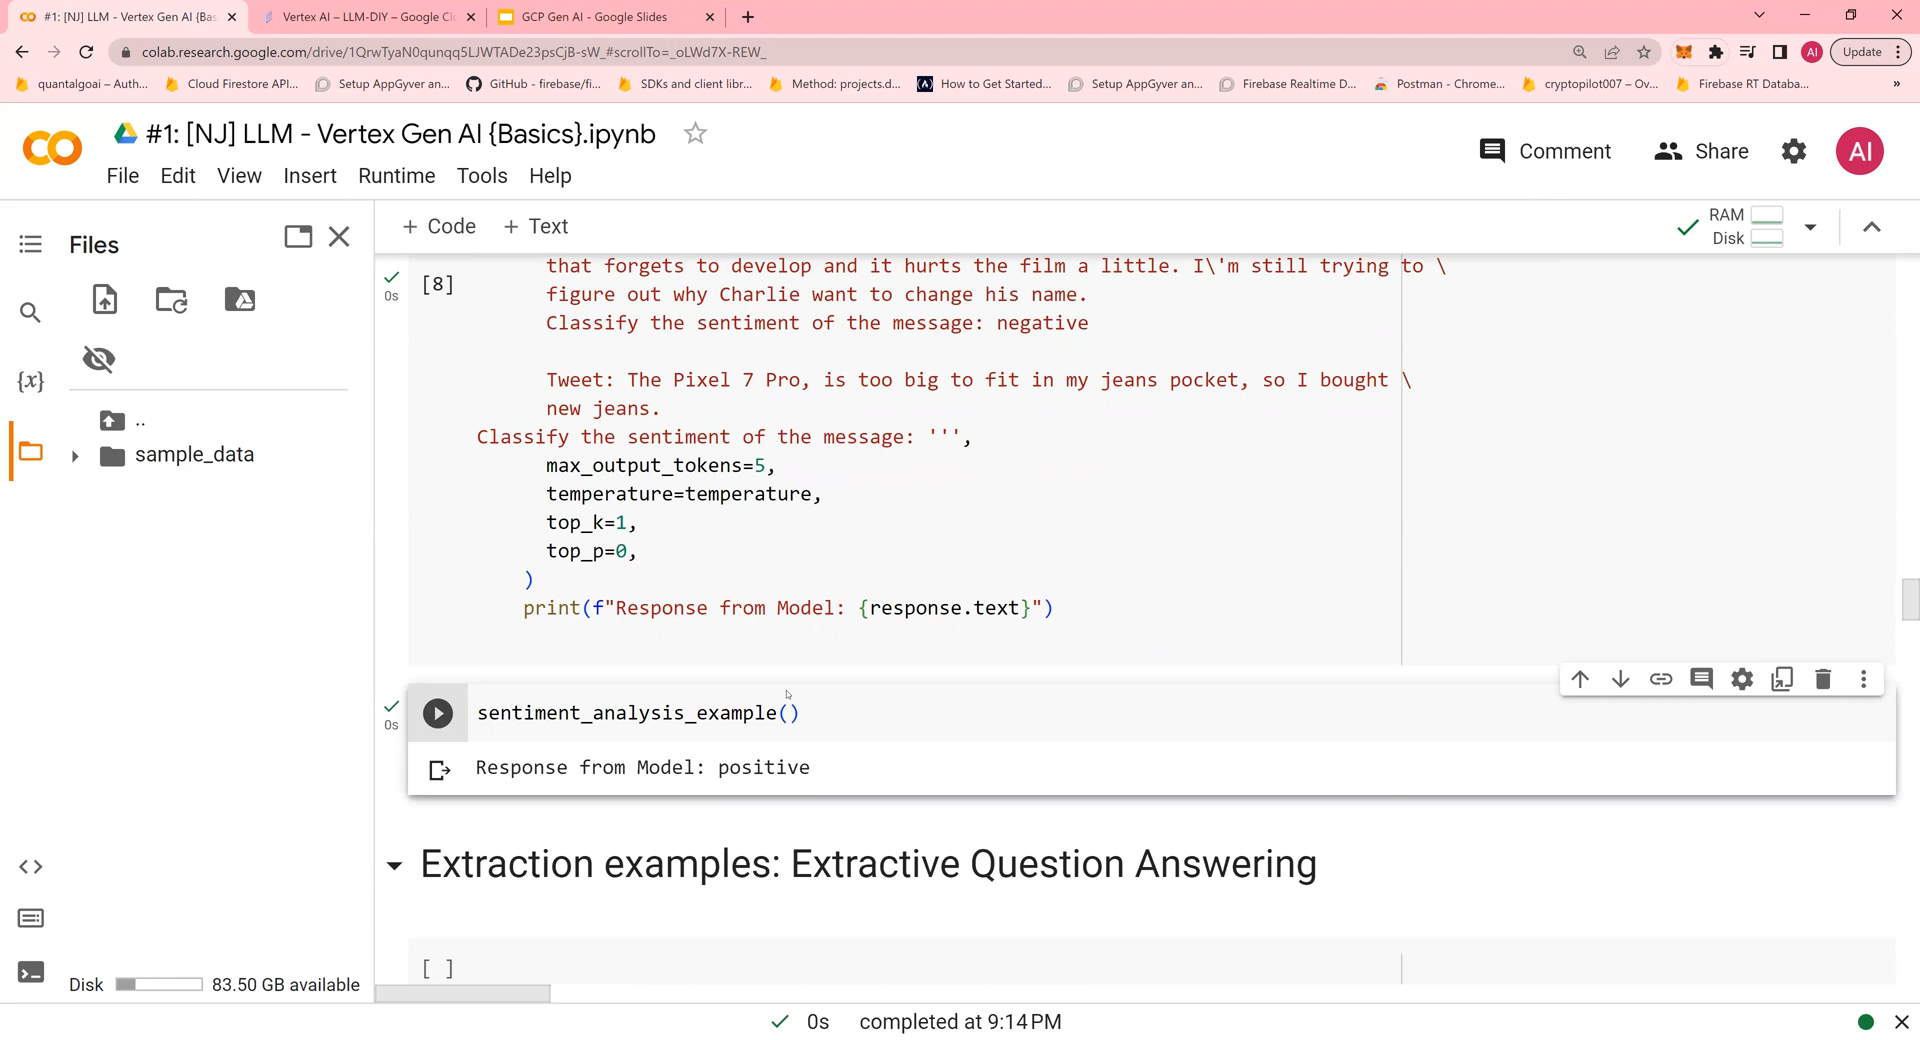 #1: [NJ] LLM - Vertex Gen AI {Bas
Vertex AI – LLM-DIY – Google Cl
GCP Gen AI - Google Slides
colab.research.google.com/drive/1QrwTyaN0qunqq5LJWTADe23psCjB-sW_#scrollTo=_oLWd7X-REW_
AI
Update
quantalgoai – Auth...
Cloud Firestore API...
Setup AppGyver an...
GitHub - firebase/fi...
SDKs and client libr...
Method: projects.d...
How to Get Started...
Setup AppGyver an...
Firebase Realtime D...
Postman - Chrome...
cryptopilot007 – Ov...
Firebase RT Databa...
»
CO
#1: [NJ] LLM - Vertex Gen AI {Basics}.ipynb
Comment
Share
AI
File Edit View Insert Runtime Tools Help
Files
+ Code + Text
RAM
Disk
{x}
..
sample_data
Disk
83.50 GB available
0s
[8]
that forgets to develop and it hurts the film a little. I\'m still trying to \
figure out why Charlie want to change his name.
Classify the sentiment of the message: negative
Tweet: The Pixel 7 Pro, is too big to fit in my jeans pocket, so I bought \
new jeans.
Classify the sentiment of the message: ''',
max_output_tokens=5,
temperature=temperature,
top_k=1,
top_p=0,
)
print(f"Response from Model: {response.text}")
0s
sentiment_analysis_example()
Response from Model: positive
Extraction examples: Extractive Question Answering
[ ]
0s completed at 9:14 PM